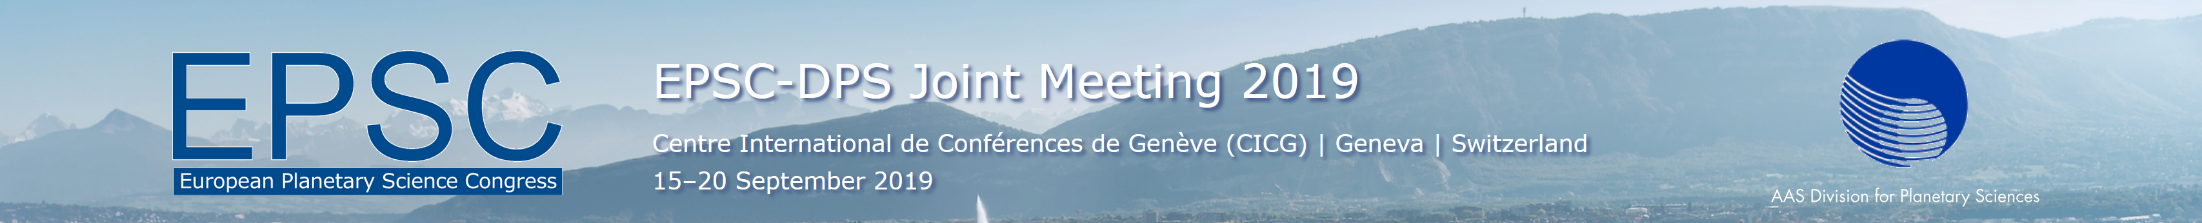 EPSC
European Planetary Science Congress
EPSC-DPS Joint Meeting 2019
Centre International de Conférences de Genève (CICG) | Geneva | Switzerland
15–20 September 2019
AAS Division for Planetary Sciences